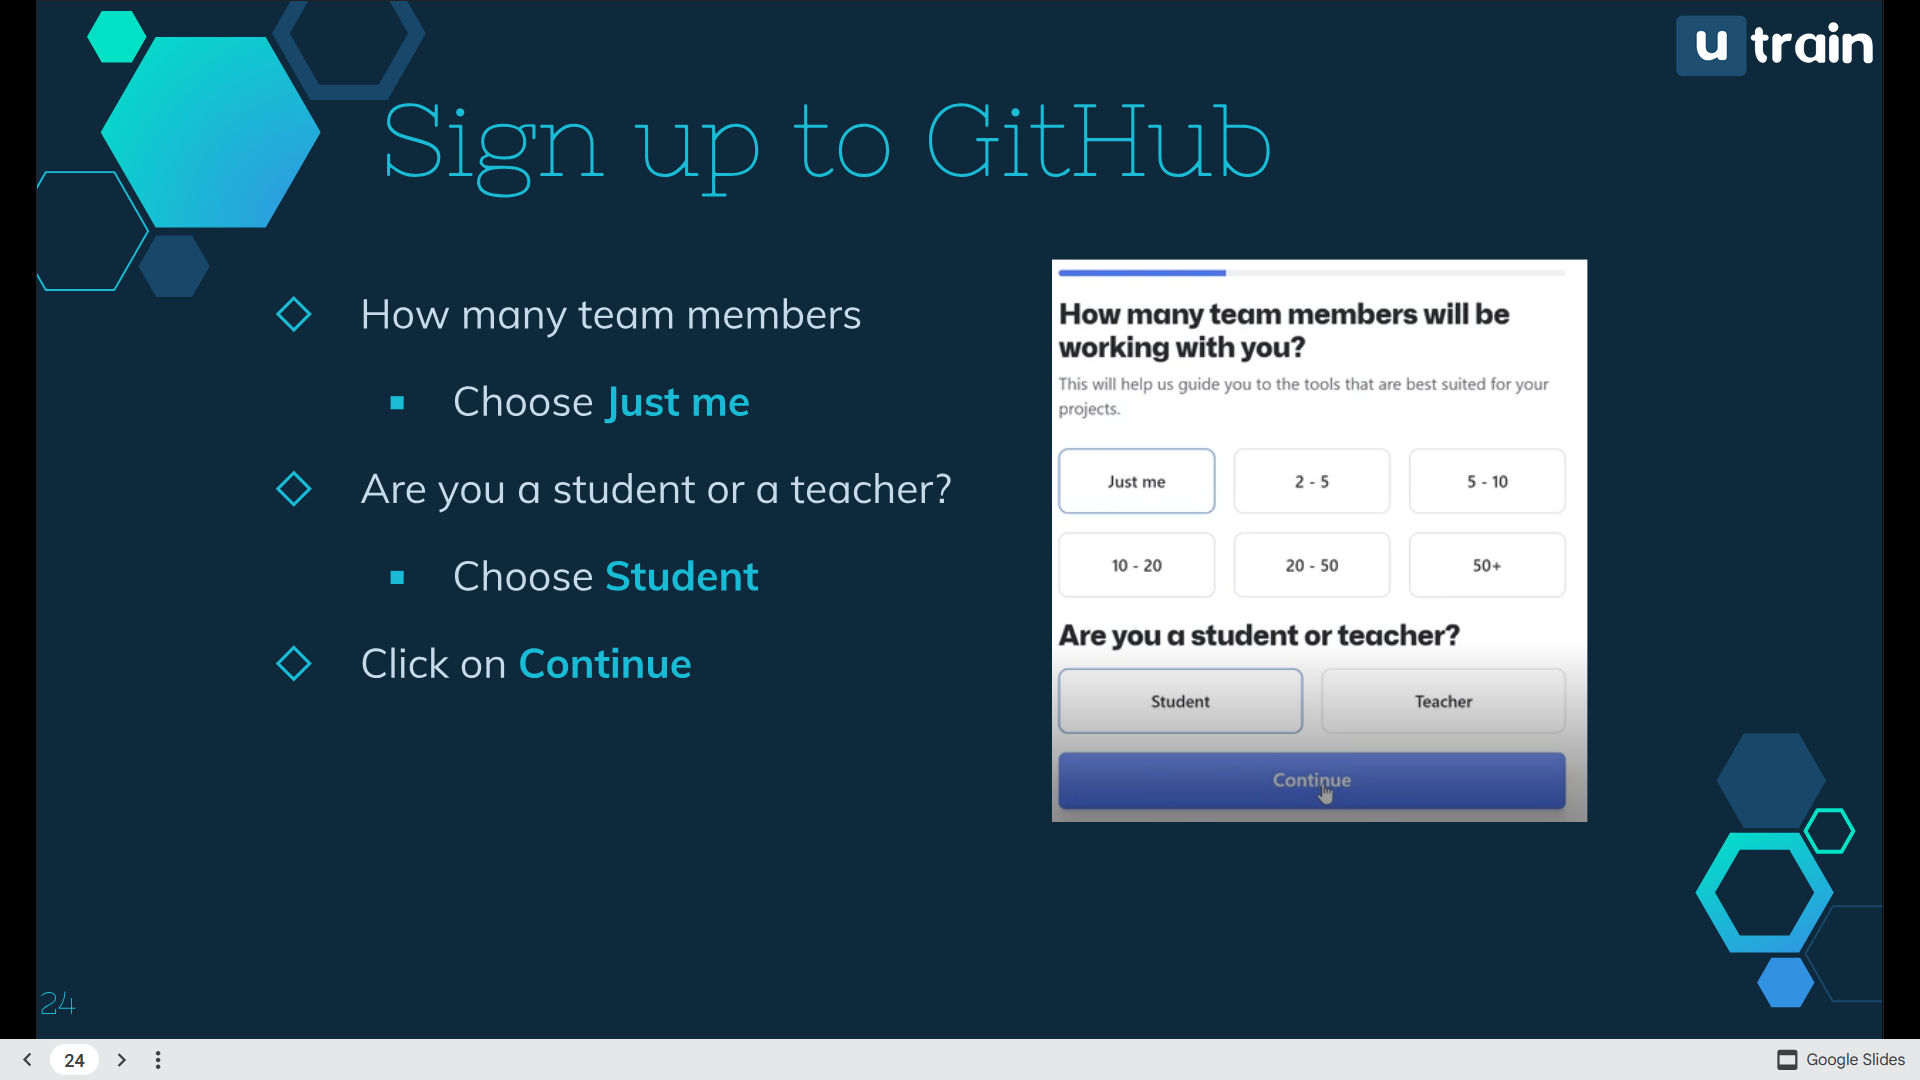 u train
Sign up to GitHub
How many team members
Choose Just me
Are you a student or a teacher?
Choose Student
Click on Continue
How many team members will be
working with you?
This will help us guide you to the tools that are best suited for your
projects.
Just me
2 - 5
5 - 10
10 - 20
20 - 50
50+
Are you a student or teacher?
Student
Teacher
Continue
24
24
Google Slides